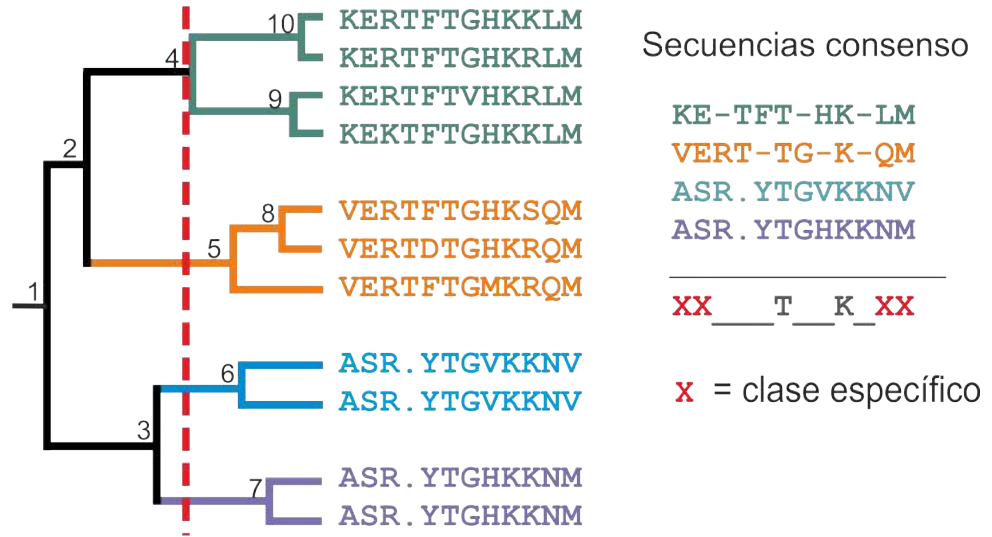 10
KERTFTGHKKLM
KERTFTGHKRLM
4
9
KERTFTVHKRLM
KEKTFTGHKKLM
2
8
VERTFTGHKSQM
5
VERTDTGHKRQM
VERTFTGMKRQM
1
6
ASR.YTGVKKNV
ASR.YTGVKKNV
3
7
ASR.YTGHKKNM
ASR.YTGHKKNM
Secuencias consenso
KE-TFT-HK-LM
VERT-TG-K-QM
ASR.YTGVKKNV
ASR.YTGHKKNM
XX___T__K_XX
X = clase específico